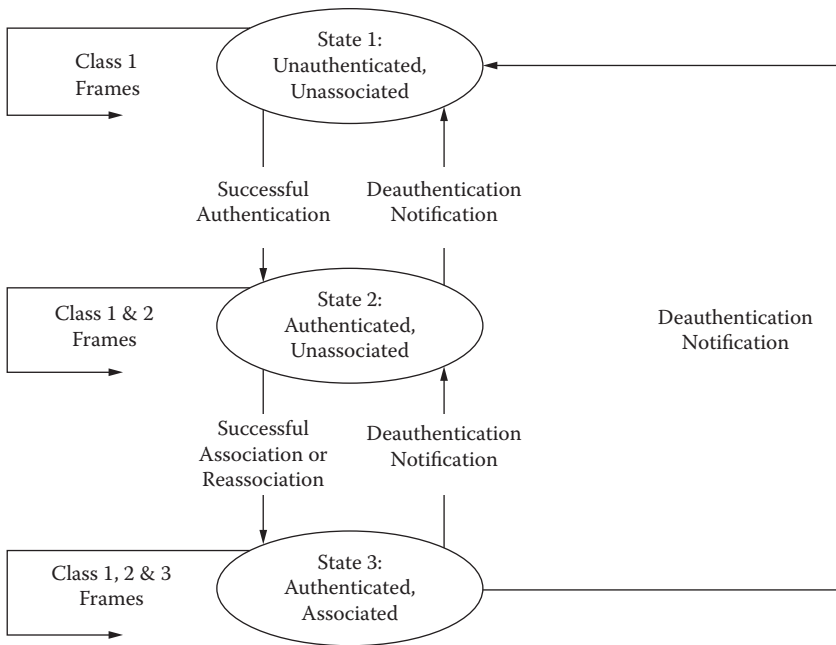 State 1:
Unauthenticated,
Unassociated
Class 1
Frames
Successful
Authentication
Deauthentication
Notification
State 2:
Authenticated,
Unassociated
Class 1 & 2
Frames
Deauthentication
Notification
Successful
Association or
Reassociation
Deauthentication
Notification
State 3:
Authenticated,
Associated
Class 1, 2 & 3
Frames